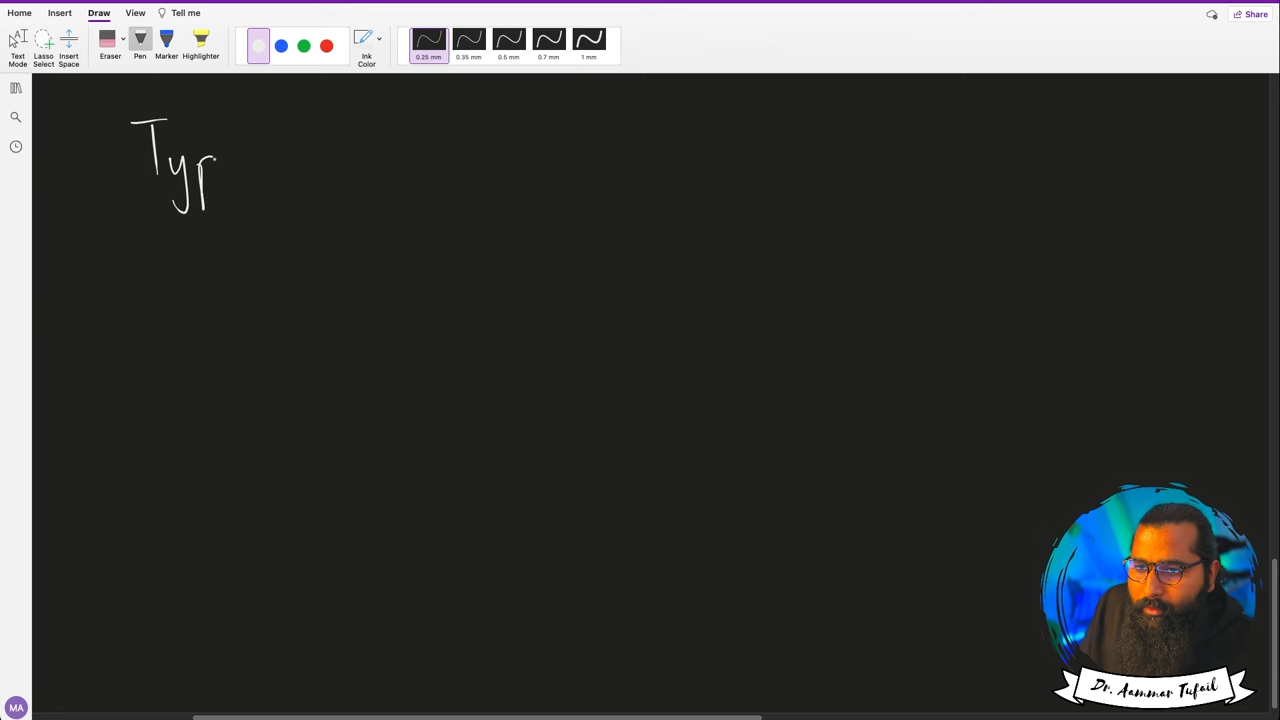 Home Insert Draw View Tell me
Share
Text Mode
Lasso Select
Insert Space
Eraser
Pen
Marker
Highlighter
Ink Color
0.25 mm
0.35 mm
0.5 mm
0.7 mm
1 mm
Typ
Dr. Aammar Tufail
MA